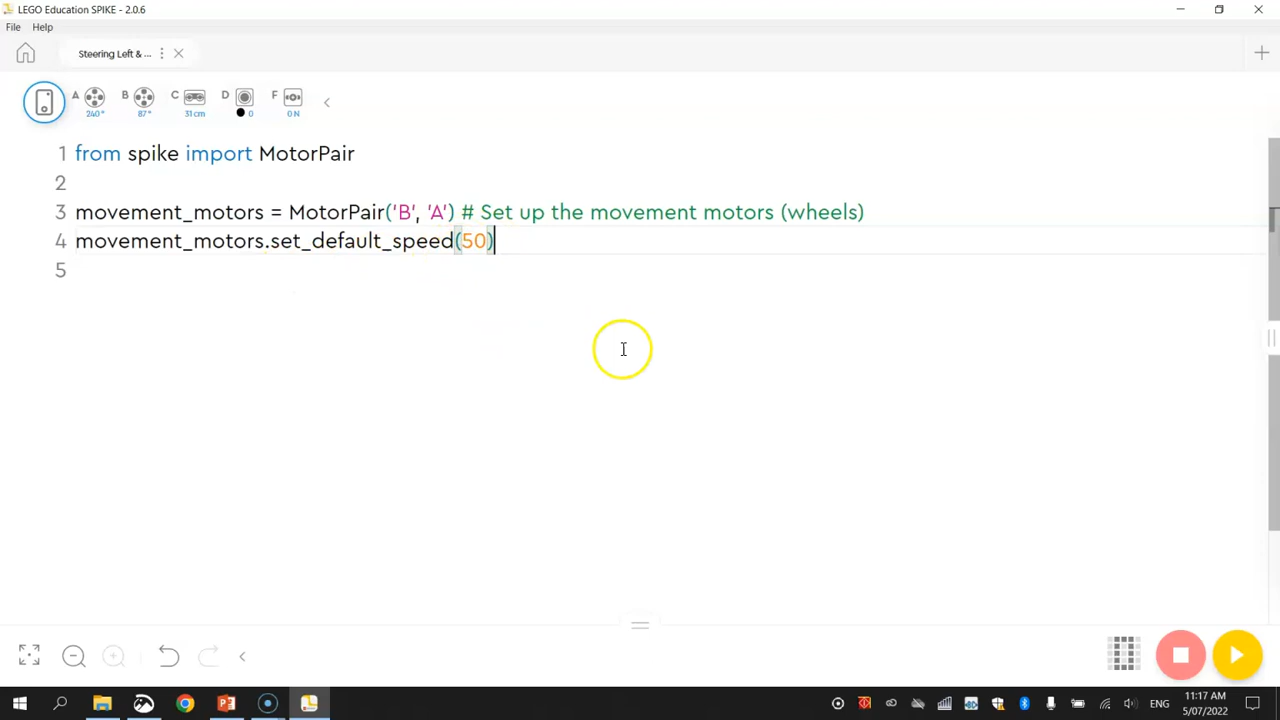 LEGO Education SPIKE - 2.0.6
File Help
Steering Left & ...
A B C D F
240° 87° 31 cm 0 0 N
1 from spike import MotorPair
2
3 movement_motors = MotorPair('B', 'A') # Set up the movement motors (wheels)
4 movement_motors.set_default_speed(50)
5
11:17 AM
ENG
5/07/2022